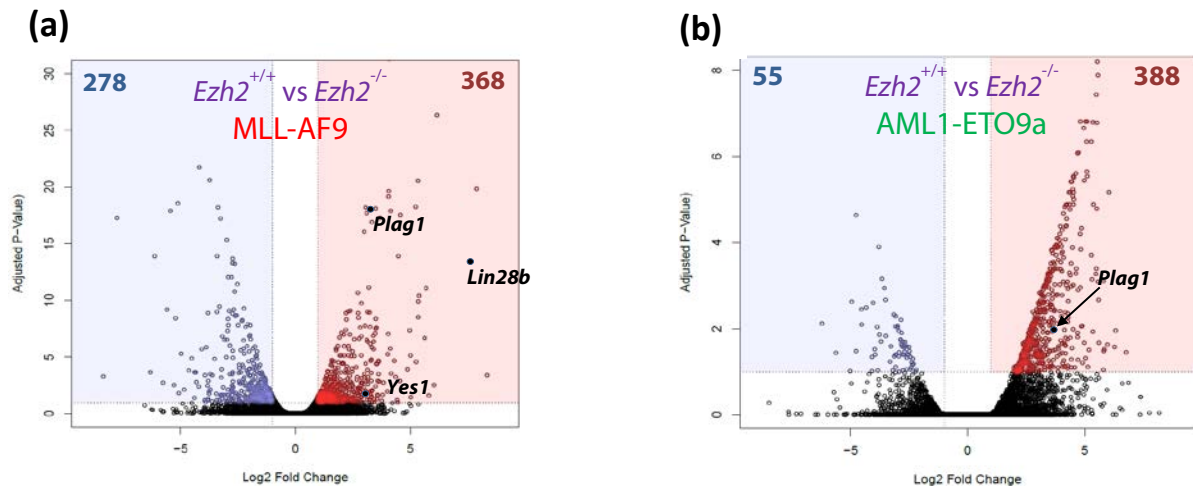 (a)
278
368
Ezh2+/+ vs Ezh2-/-
MLL-AF9
Plag1
Lin28b
Yes1
30
25
20
15
10
5
0
Adjusted P-Value)
−5
0
5
Log2 Fold Change
(b)
55
388
Ezh2+/+ vs Ezh2-/-
AML1-ETO9a
Plag1
8
6
4
2
0
Adjusted P-Value)
−5
0
5
Log2 Fold Change